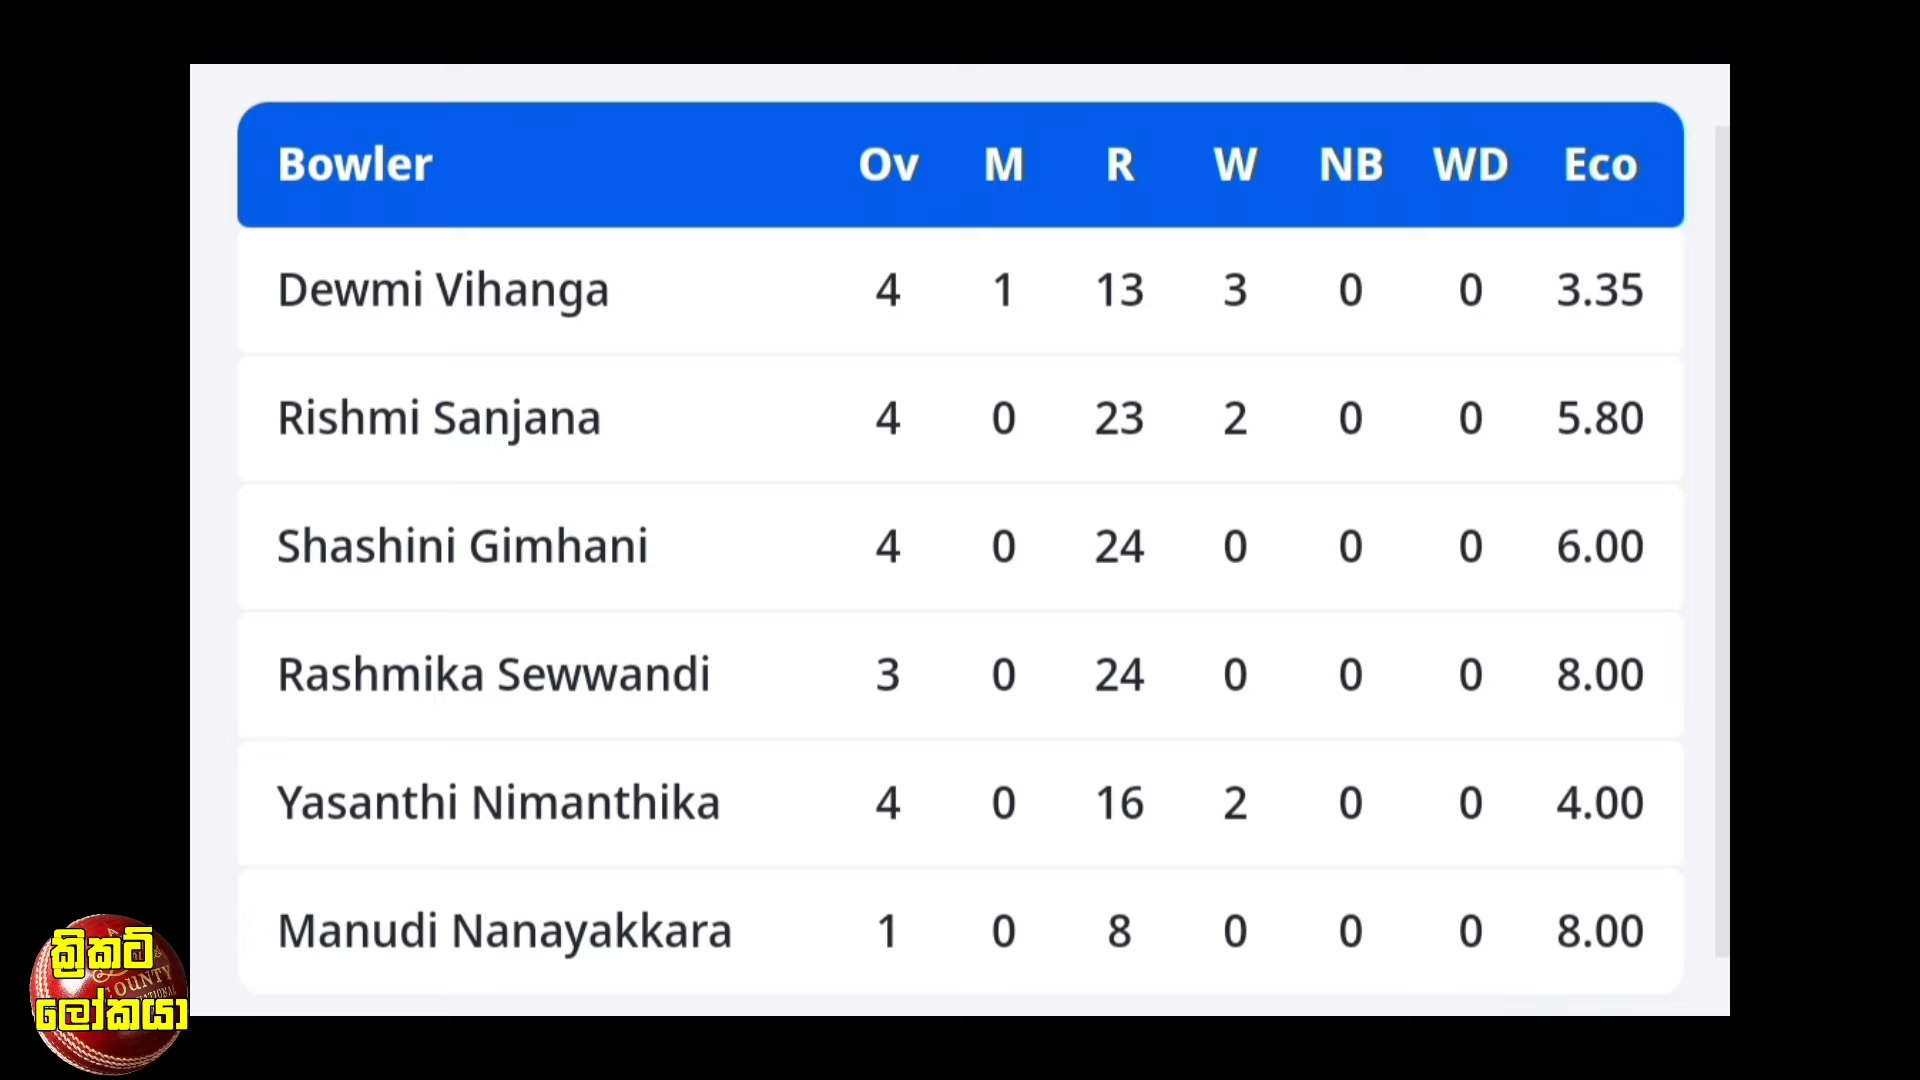 Bowler Ov M R W NB WD Eco
Dewmi Vihanga 4 1 13 3 0 0 3.35
Rishmi Sanjana 4 0 23 2 0 0 5.80
Shashini Gimhani 4 0 24 0 0 0 6.00
Rashmika Sewwandi 3 0 24 0 0 0 8.00
Yasanthi Nimanthika 4 0 16 2 0 0 4.00
Manudi Nanayakkara 1 0 8 0 0 0 8.00
ක්‍රිකට්
COUNTY
ලෝකයා